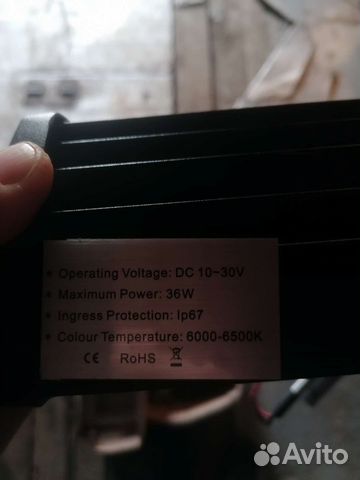 • Operating Voltage: DC 10~30V
• Maximum Power: 36W
• Ingress Protection: Ip67
• Colour Temperature: 6000-6500K
CE RoHS
Avito